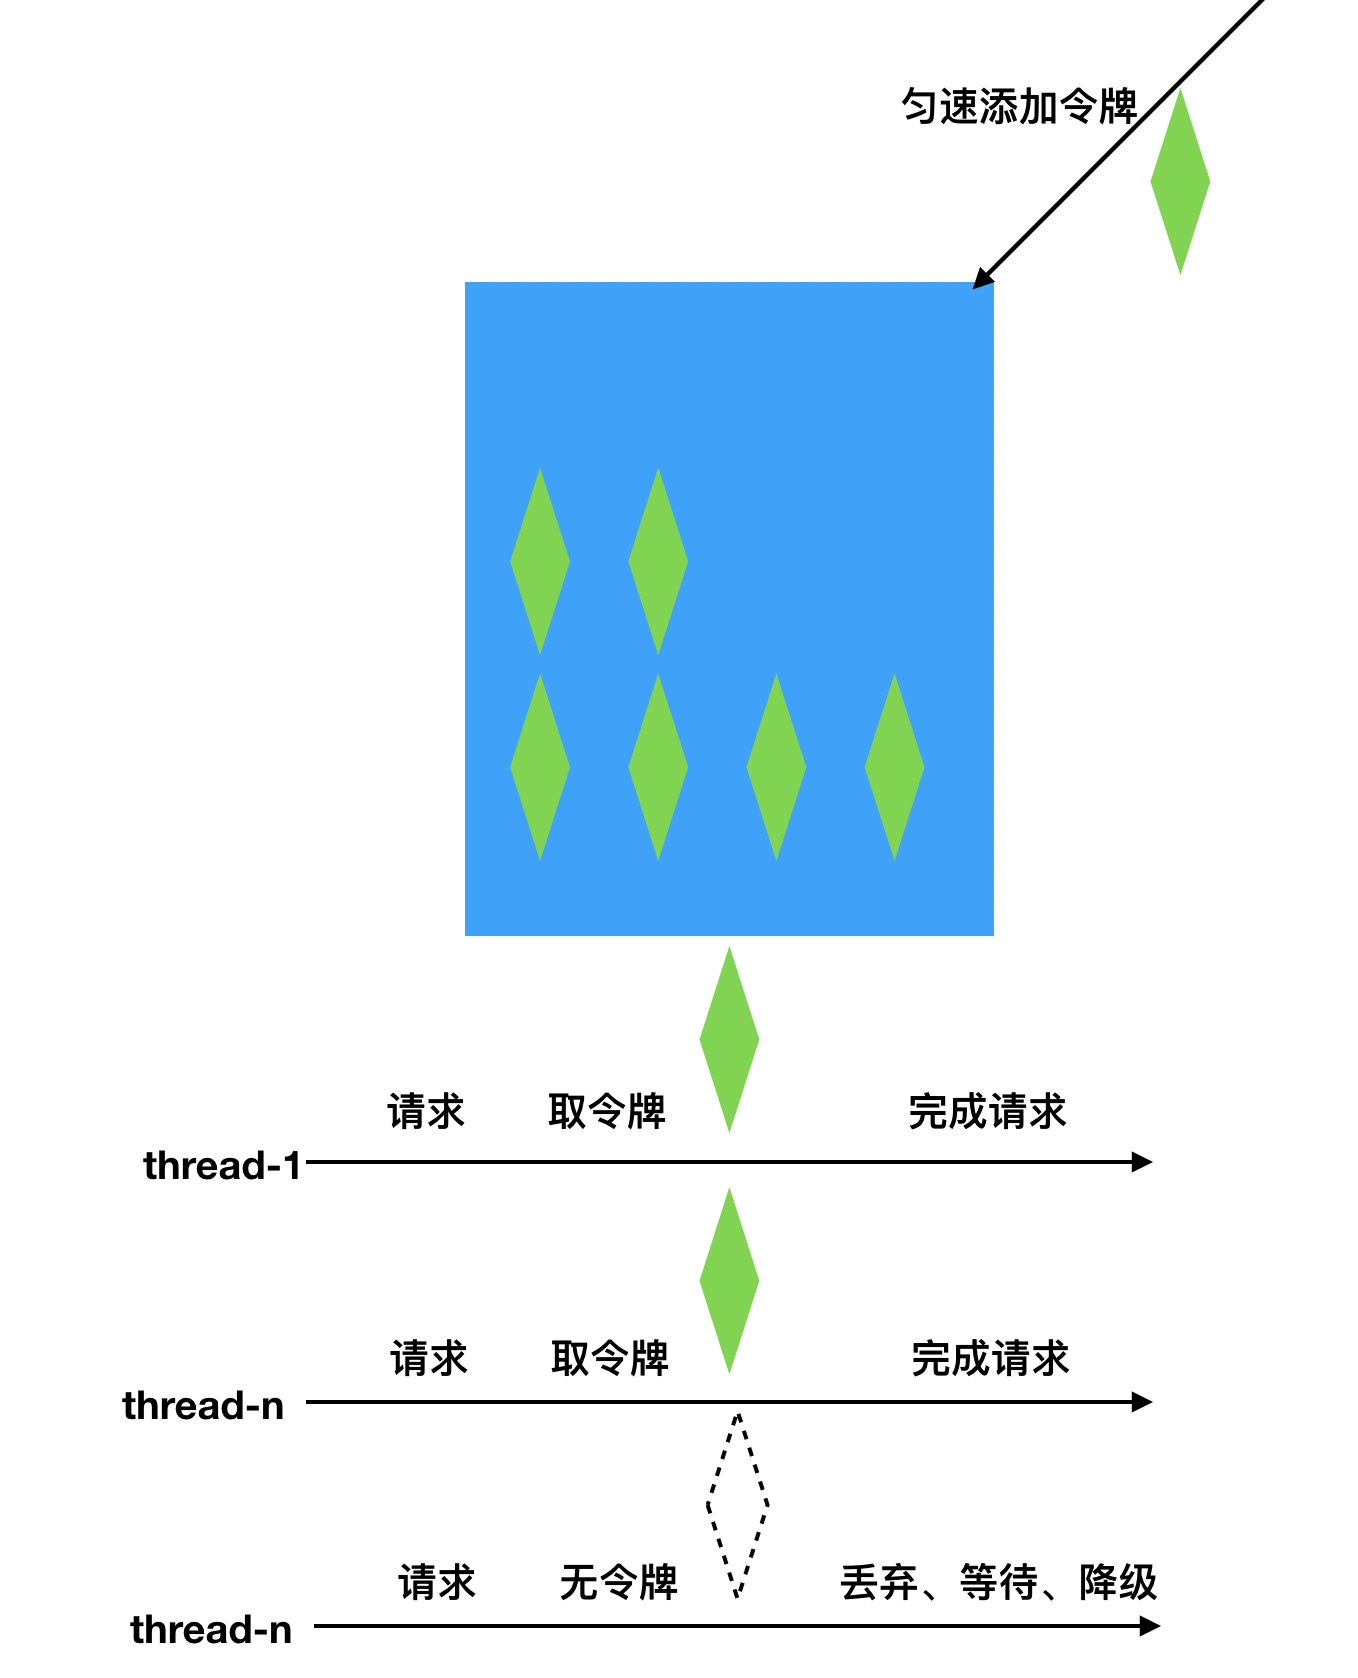 匀速添加令牌
请求 取令牌 完成请求
thread-1
请求 取令牌 完成请求
thread-n
请求 无令牌 丢弃、等待、降级
thread-n